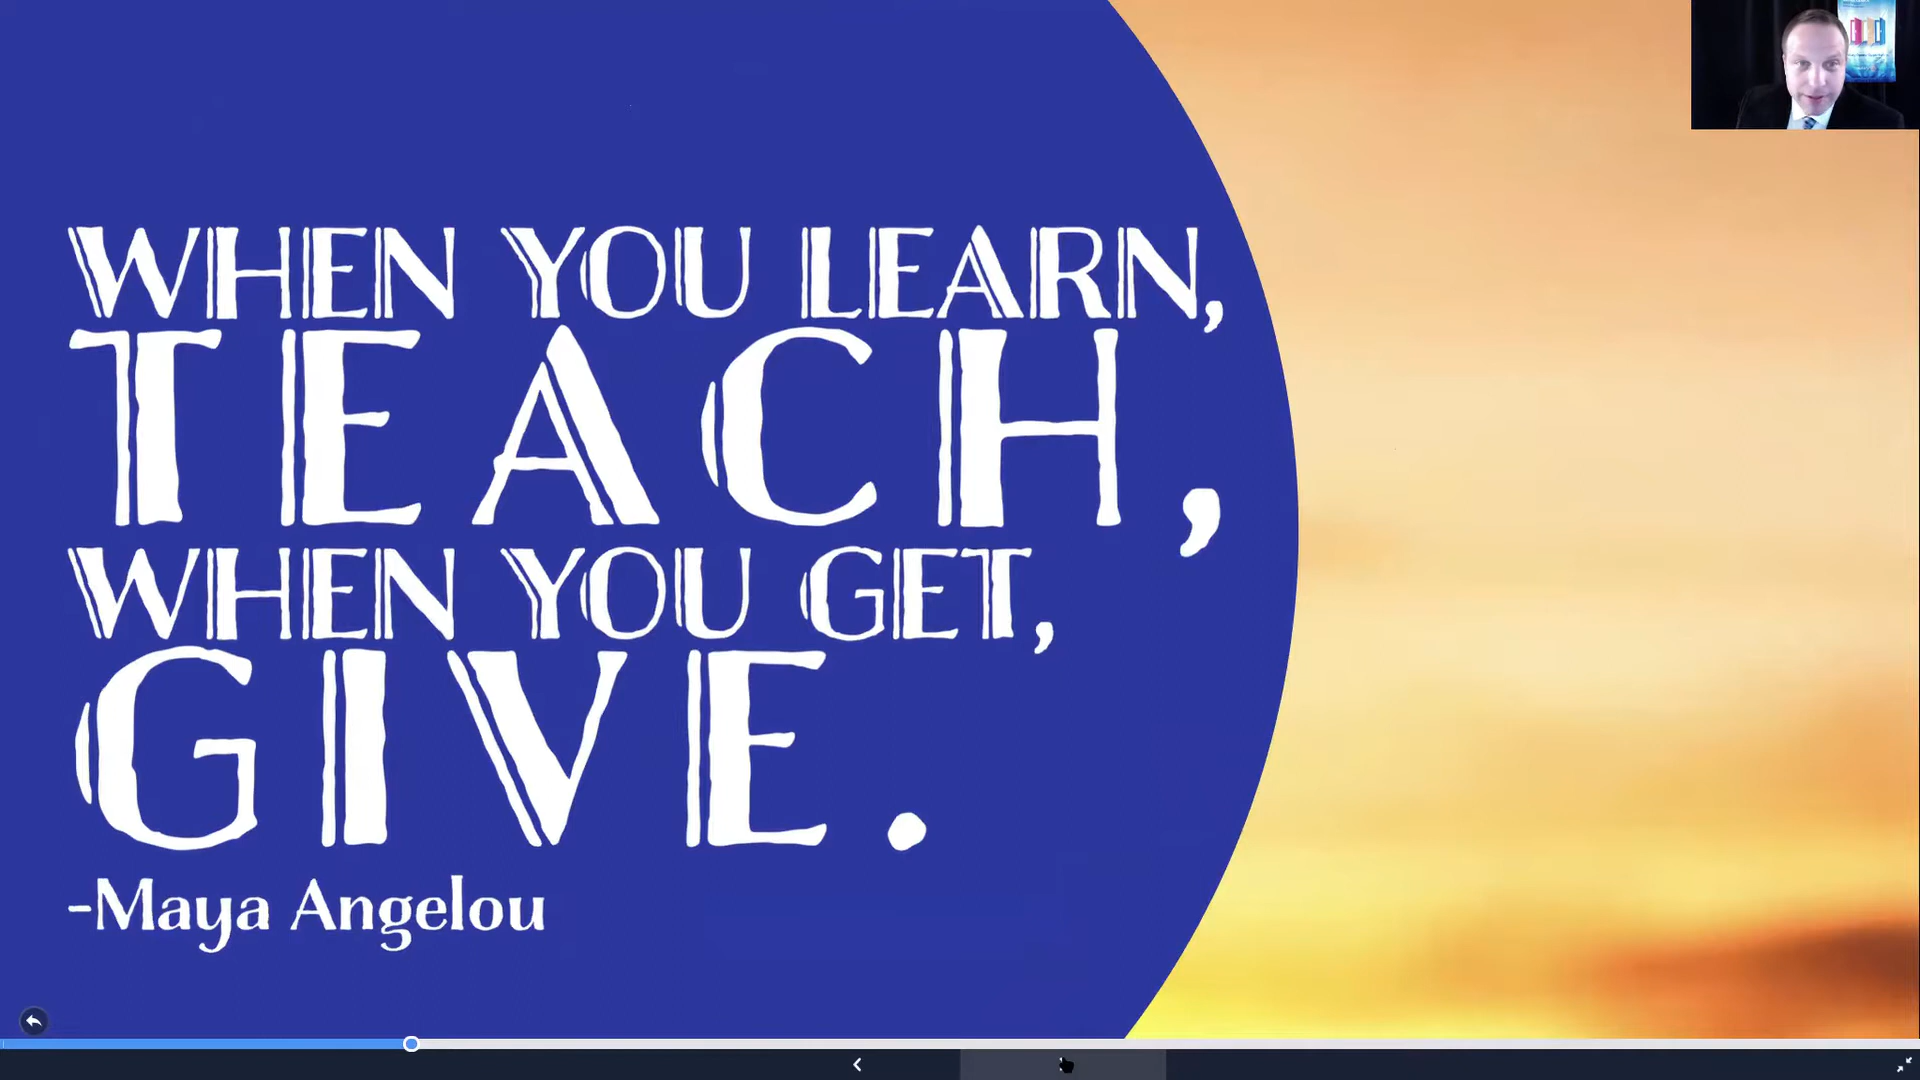 WHEN YOU LEARN,
TEACH,
WHEN YOU GET,
GIVE.
-Maya Angelou